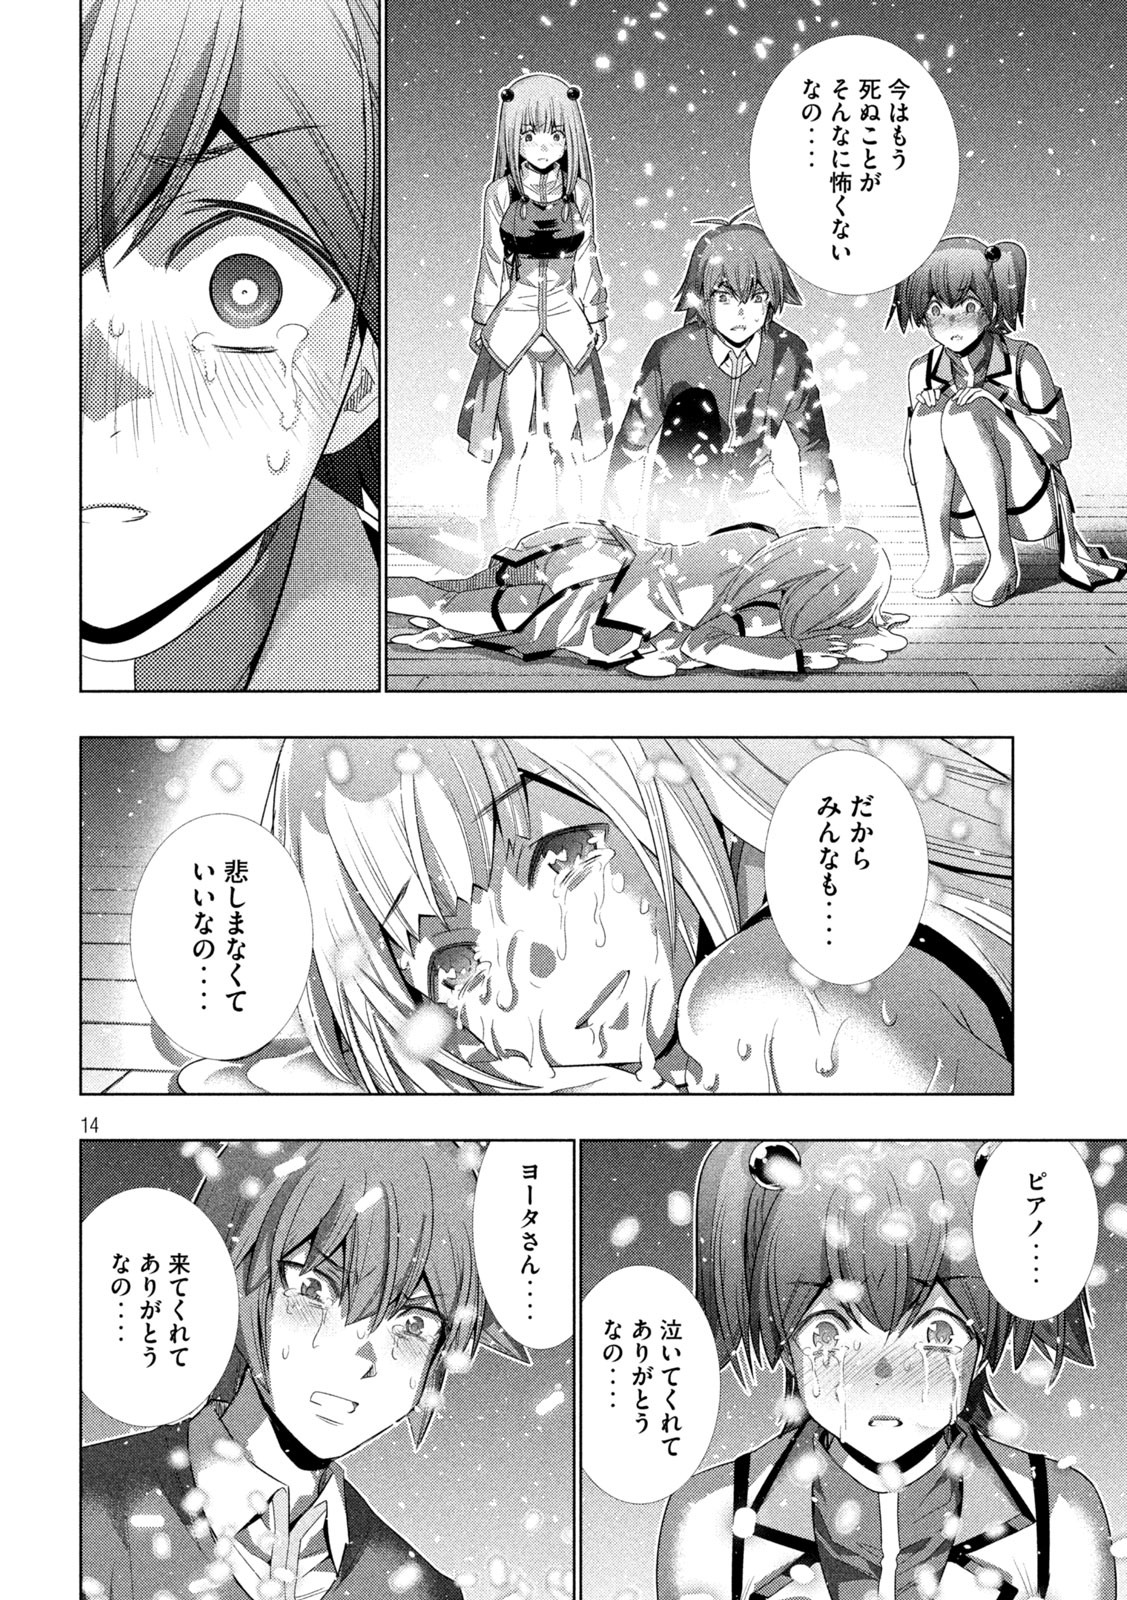 今はもう
死ぬことが
そんなに怖くない
なの‥‥
だから
みんなも‥‥
悲しまなくて
いいなの‥‥
14
ピアノ‥‥
泣いてくれて
ありがとう
なの‥‥
ヨータさん‥‥
来てくれて
ありがとう
なの‥‥